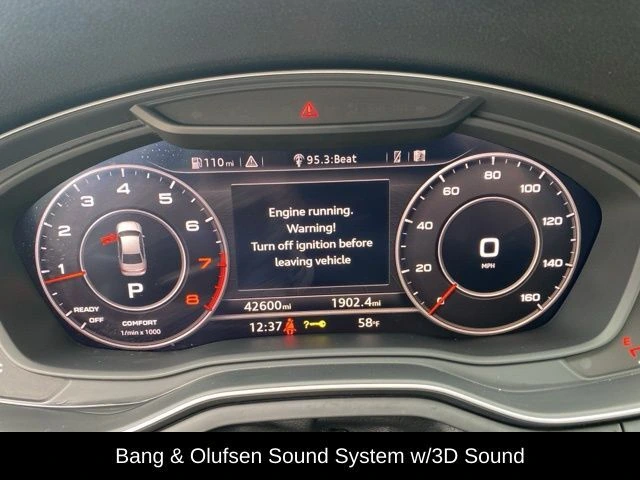 110 mi
95.3:Beat
Engine running.
Warning!
Turn off ignition before
leaving vehicle
1
2
3
4
5
6
7
8
READY
OFF
P
COMFORT
1/min x 1000
20
40
60
80
100
120
140
160
0
MPH
42600mi
1902.4mi
12:37
?
58°F
E
Bang & Olufsen Sound System w/3D Sound